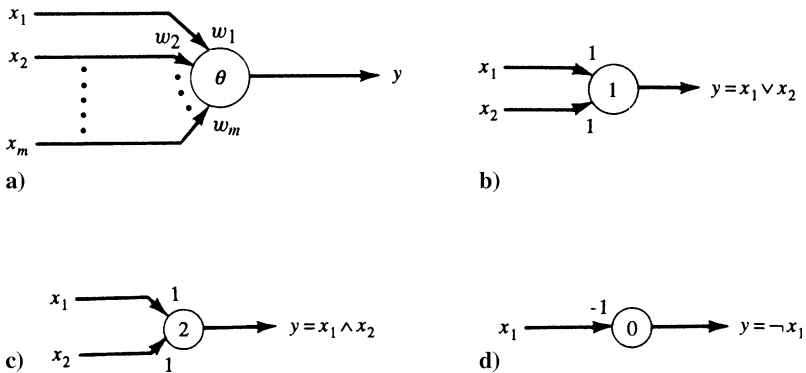 x₁
w₁
w₂
x₂
θ
y
wₘ
xₘ
a)
1
x₁
1
y = x₁ ∨ x₂
x₂
1
b)
1
x₁
2
y = x₁ ∧ x₂
x₂
1
c)
-1
x₁
0
y = ¬ x₁
d)